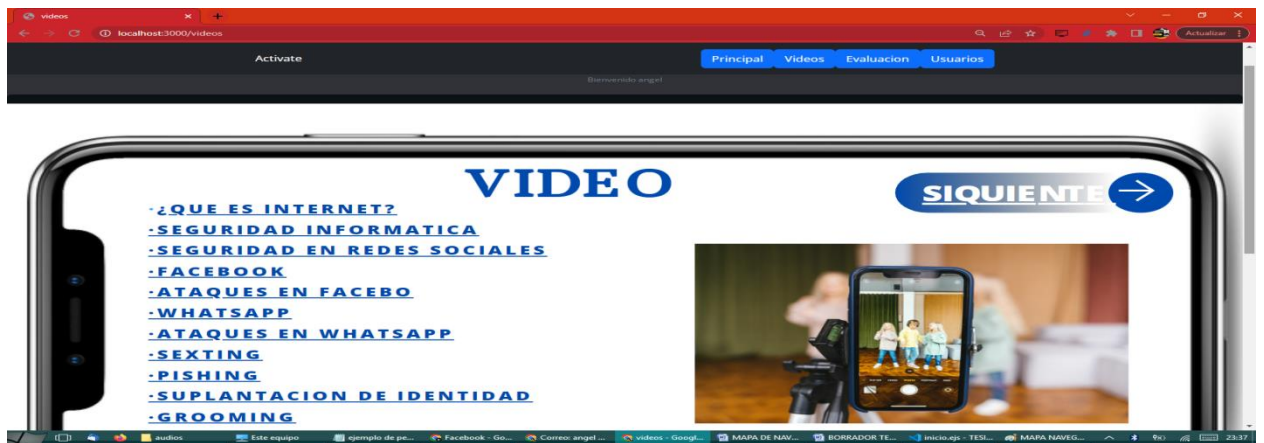 videos
localhost:3000/videos
Actualizar
Activate
Principal Videos Evaluacion Usuarios
Bienvenido angel
VIDEO
SIQUIENTE
·¿QUE ES INTERNET?
·SEGURIDAD INFORMATICA
·SEGURIDAD EN REDES SOCIALES
·FACEBOOK
·ATAQUES EN FACEBO
·WHATSAPP
·ATAQUES EN WHATSAPP
·SEXTING
·PISHING
·SUPLANTACION DE IDENTIDAD
·GROOMING
audios Este equipo ejemplo de pe... Facebook - Go... Correo: angel ... videos - Googl... MAPA DE NAV... BORRADOR TE... inicio.ejs - TESI... MAPA NAVEG... 23:37